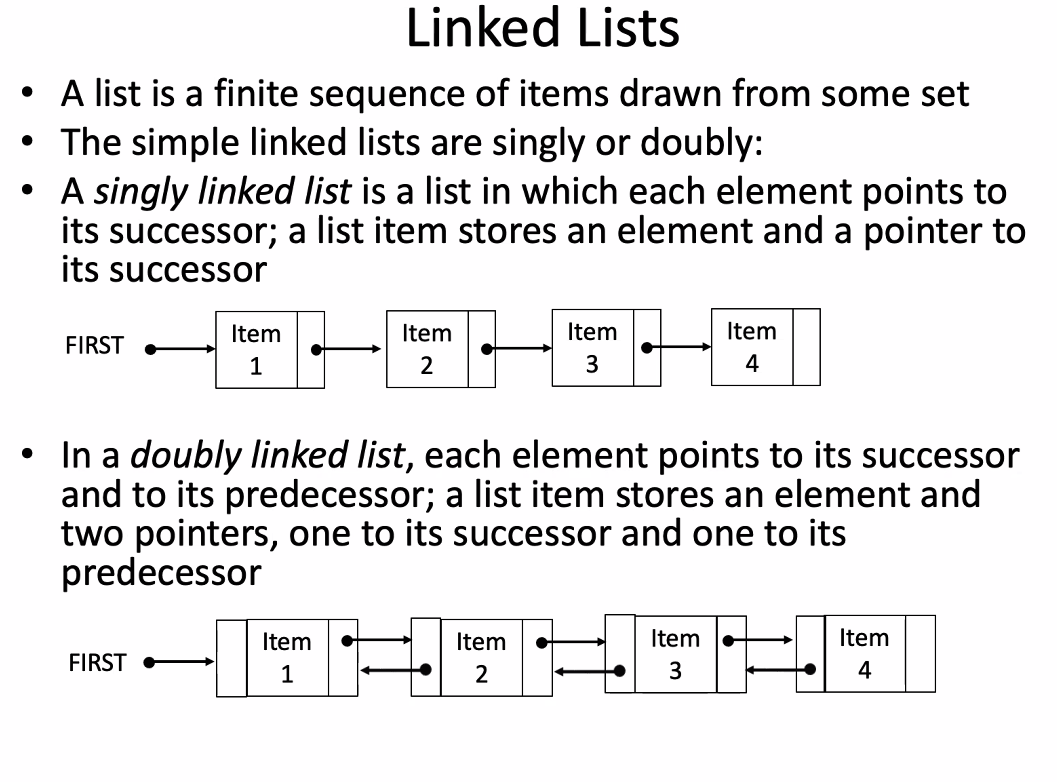 Linked Lists
• A list is a finite sequence of items drawn from some set
• The simple linked lists are singly or doubly:
• A singly linked list is a list in which each element points to
its successor; a list item stores an element and a pointer to
its successor
FIRST Item 1 Item 2 Item 3 Item 4
• In a doubly linked list, each element points to its successor
and to its predecessor; a list item stores an element and
two pointers, one to its successor and one to its
predecessor
FIRST Item 1 Item 2 Item 3 Item 4